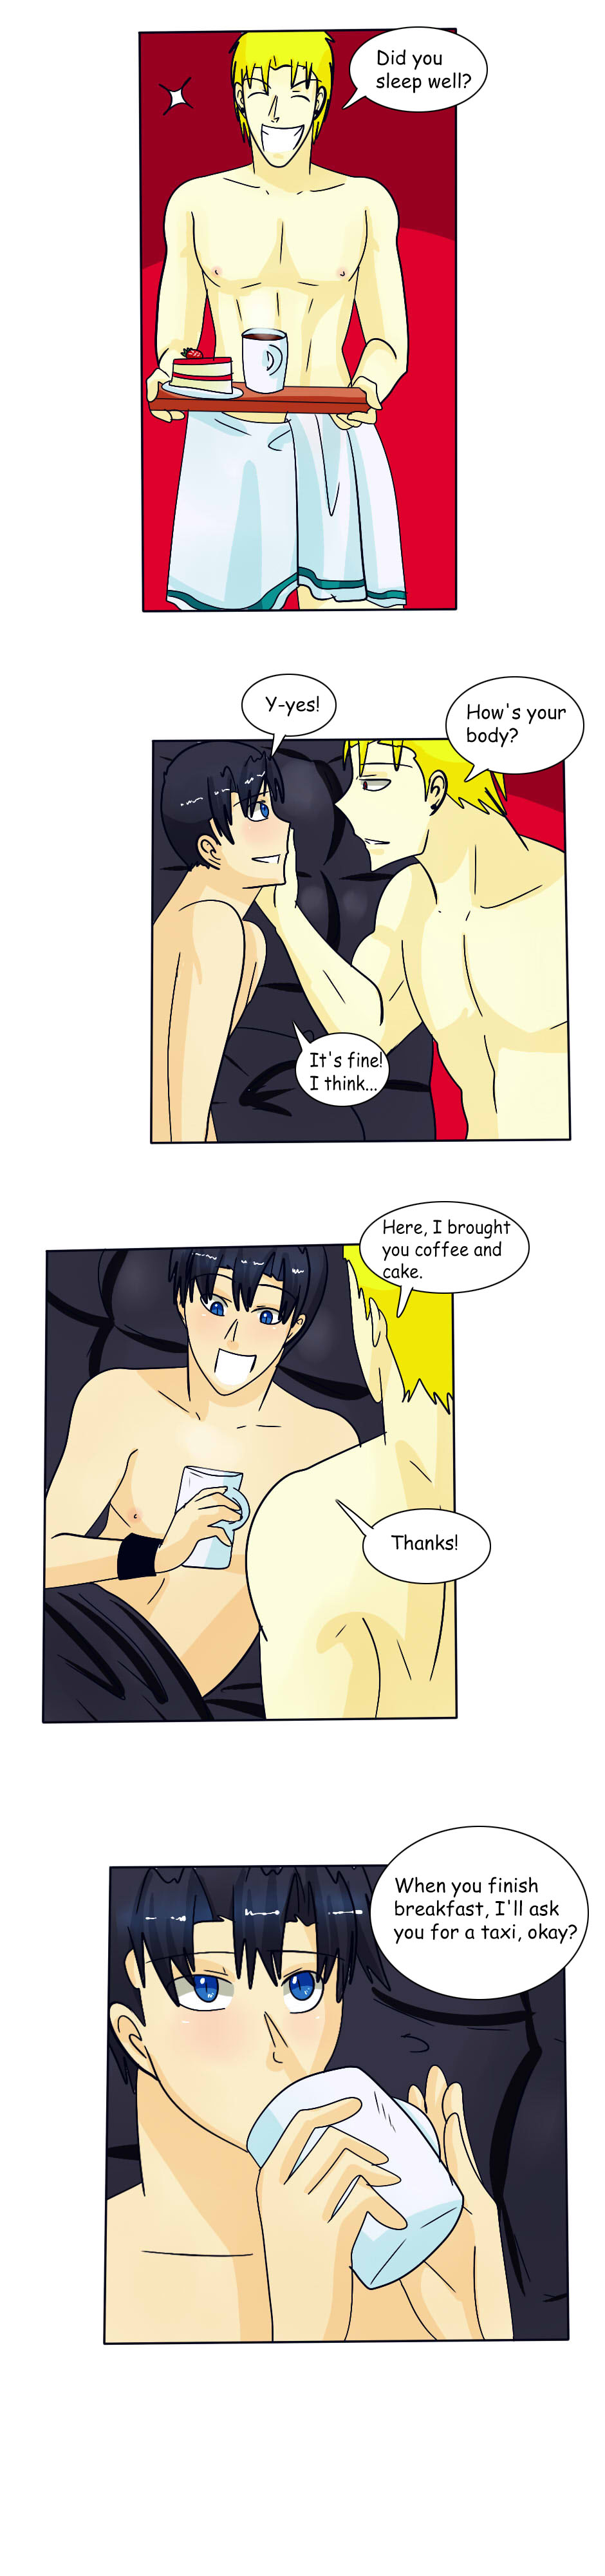 Did you
sleep well?
Y-yes!
How's your
body?
It's fine!
I think...
Here, I brought
you coffee and
cake.
Thanks!
When you finish
breakfast, I'll ask
you for a taxi, okay?